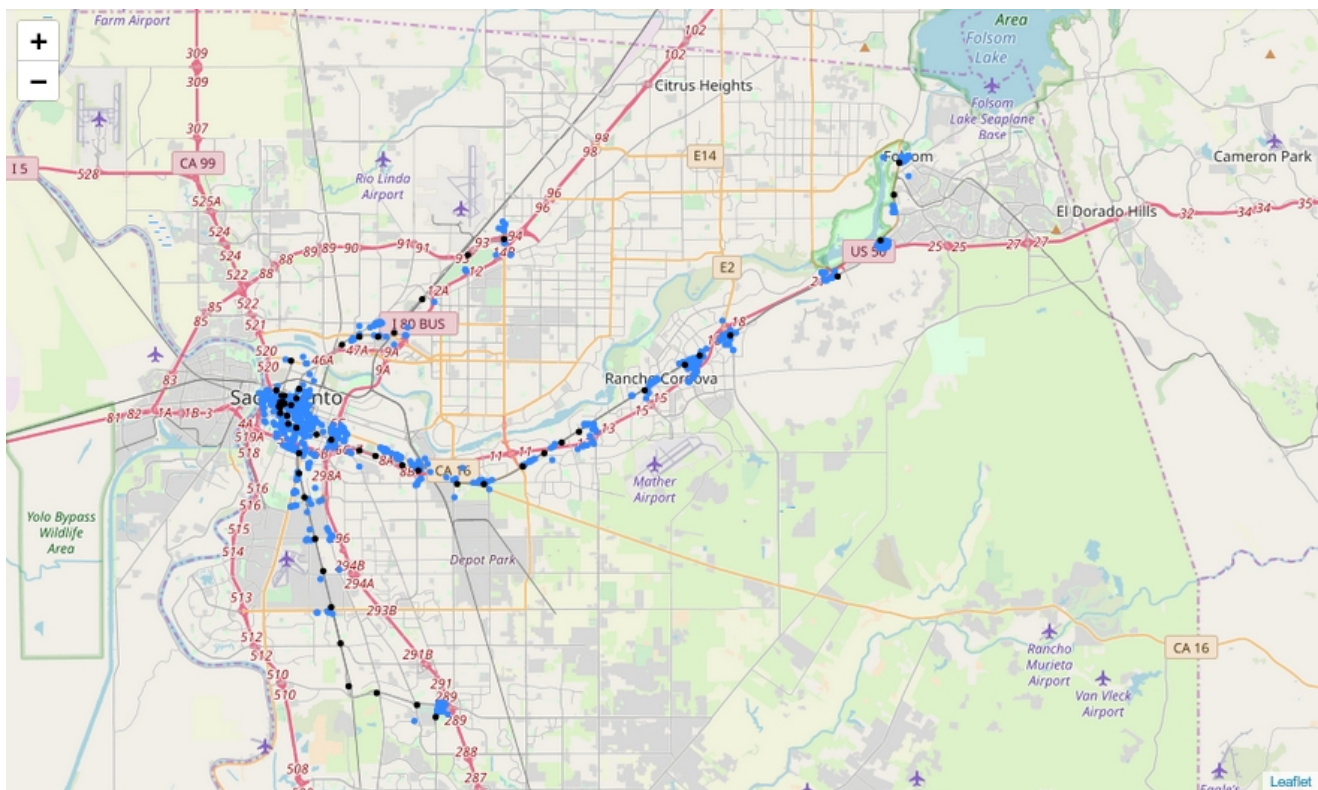 +
−
Farm Airport
309
309
307
I 5
528
CA 99
525A
524
524
522
522
521
520
520
88
88
89
89
90
91
91
93
93
94
12
12A
85
85
83
82
81
1A
1B
3
102
102
Citrus Heights
98
98
96
96
E14
Rio Linda
Airport
Area
Folsom
Lake
Folsom
Lake Seaplane
Base
Cameron Park
El Dorado Hills
32
34
34
35
US 50
25
25
27
27
E2
18
I 80 BUS
46A
47A
9A
9A
Rancho Cordova
15
15
13
11
11
4A
519A
518
8A
8B
CA 16
298A
516
516
515
514
513
96
294B
294A
293B
Mather
Airport
Depot Park
Yolo Bypass
Wildlife
Area
512
512
510
510
291B
291
289
289
288
287
508
Rancho
Murieta
Airport
CA 16
Van Vleck
Airport
Eagle's
Leaflet